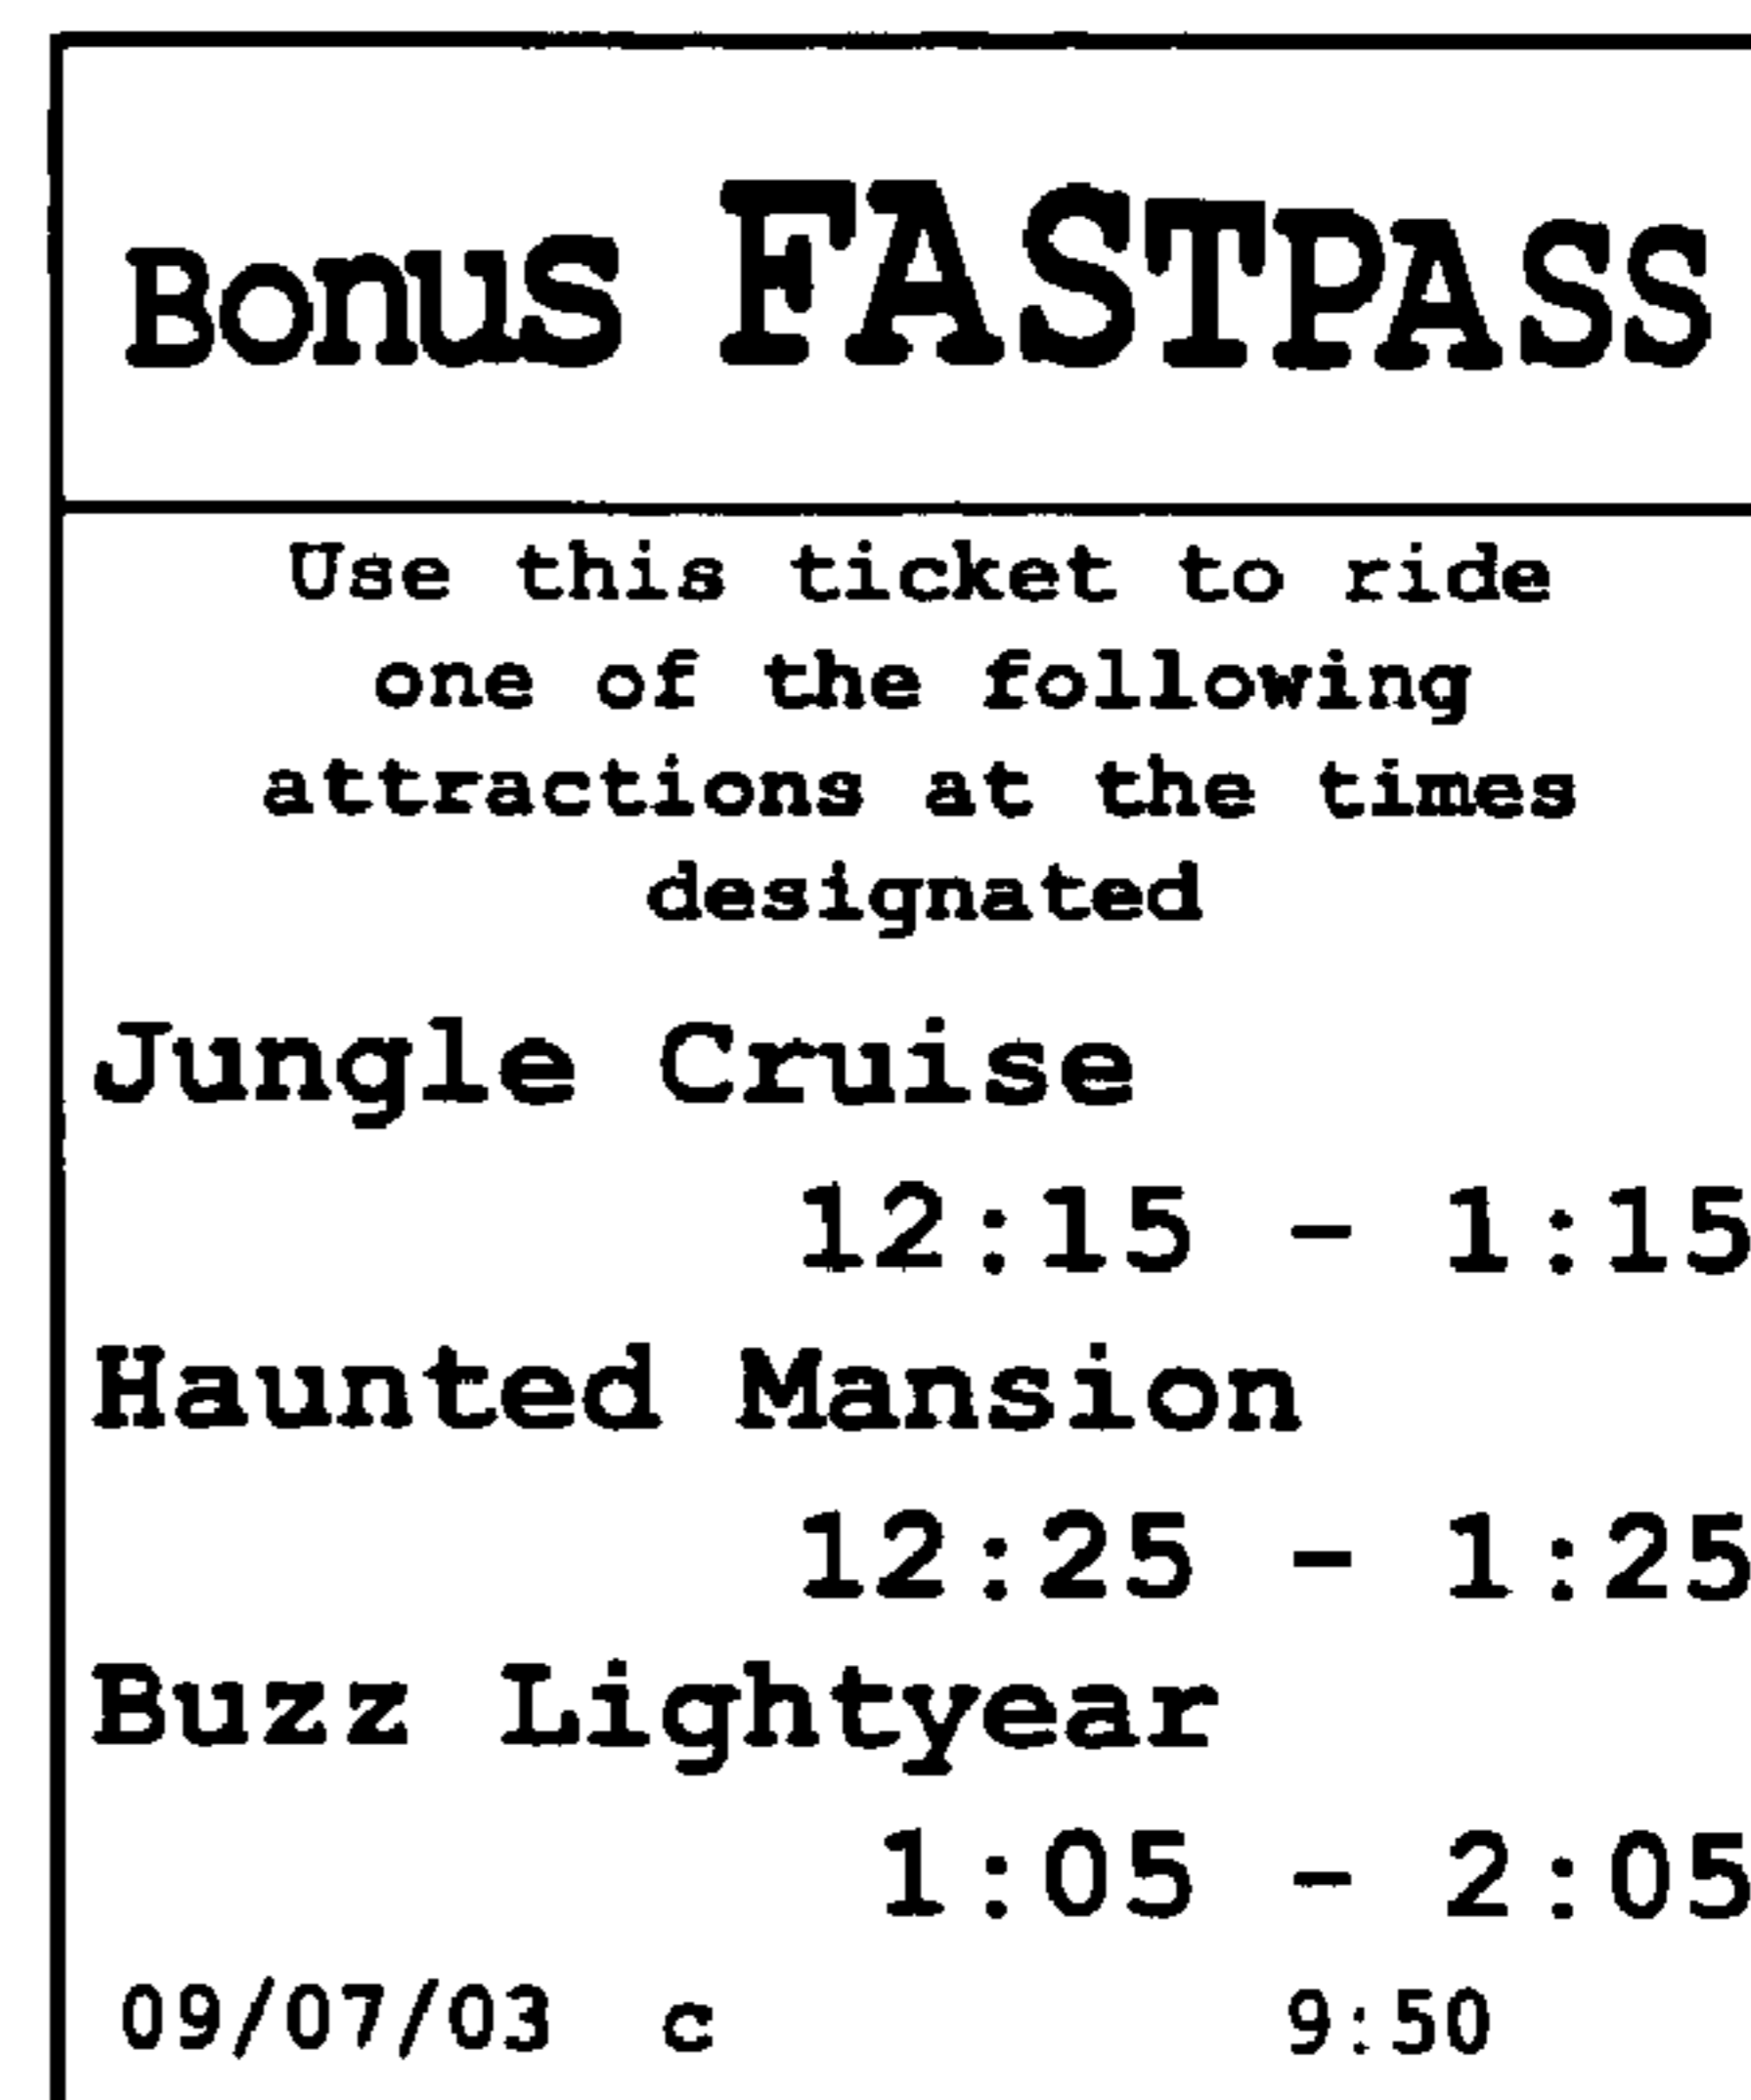 Bonus FASTPASS
Use this ticket to ride
one of the following
attractions at the times
designated
Jungle Cruise
12:15 - 1:15
Haunted Mansion
12:25 - 1:25
Buzz Lightyear
1:05 - 2:05
09/07/03 c 9:50